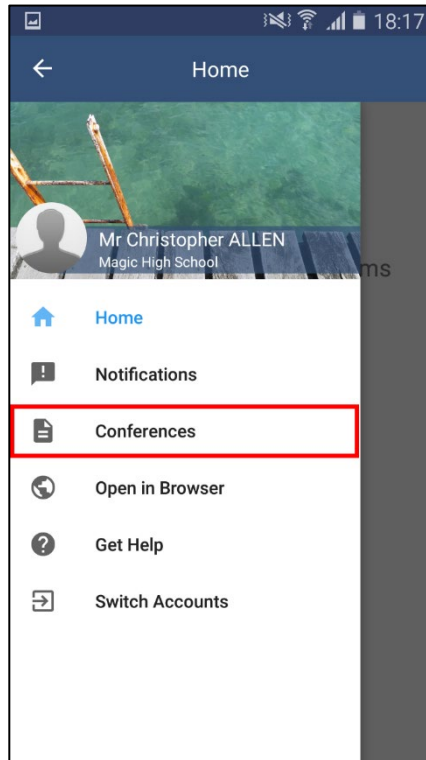 18:17
Home
Mr Christopher ALLEN
Magic High School
ms
Home
Notifications
Conferences
Open in Browser
Get Help
Switch Accounts